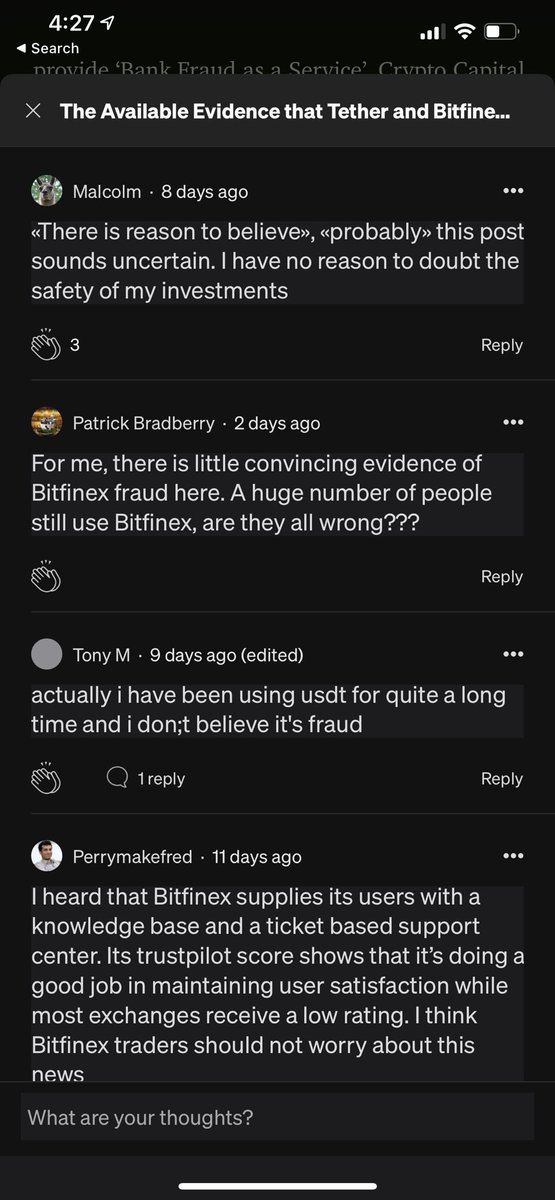 4:27
Search
provide ‘Bank Fraud as a Service’. Crypto Capital
The Available Evidence that Tether and Bitfine...
Malcolm · 8 days ago
«There is reason to believe», «probably» this post
sounds uncertain. I have no reason to doubt the
safety of my investments
3
Reply
Patrick Bradberry · 2 days ago
For me, there is little convincing evidence of
Bitfinex fraud here. A huge number of people
still use Bitfinex, are they all wrong???
Reply
Tony M · 9 days ago (edited)
actually i have been using usdt for quite a long
time and i don;t believe it's fraud
1 reply
Reply
Perrymakefred · 11 days ago
I heard that Bitfinex supplies its users with a
knowledge base and a ticket based support
center. Its trustpilot score shows that it’s doing a
good job in maintaining user satisfaction while
most exchanges receive a low rating. I think
Bitfinex traders should not worry about this
news
What are your thoughts?